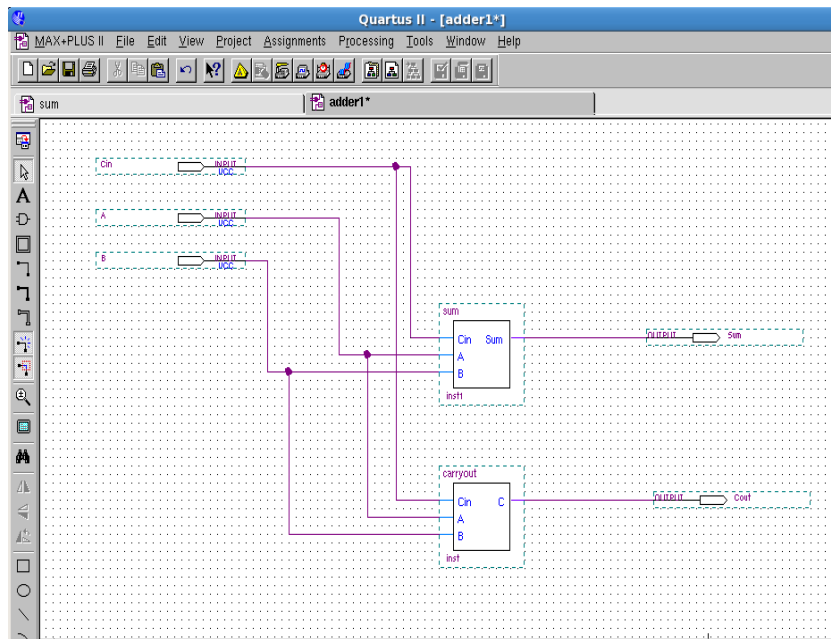 Quartus II - [adder1*]
MAX+PLUS II File Edit View Project Assignments Processing Tools Window Help
sum adder1*
Cin INPUT
VCC
A INPUT
VCC
B INPUT
VCC
sum
Cin Sum
A
B
inst1
OUTPUT Sum
carryout
Cin C
A
B
inst
OUTPUT Cout